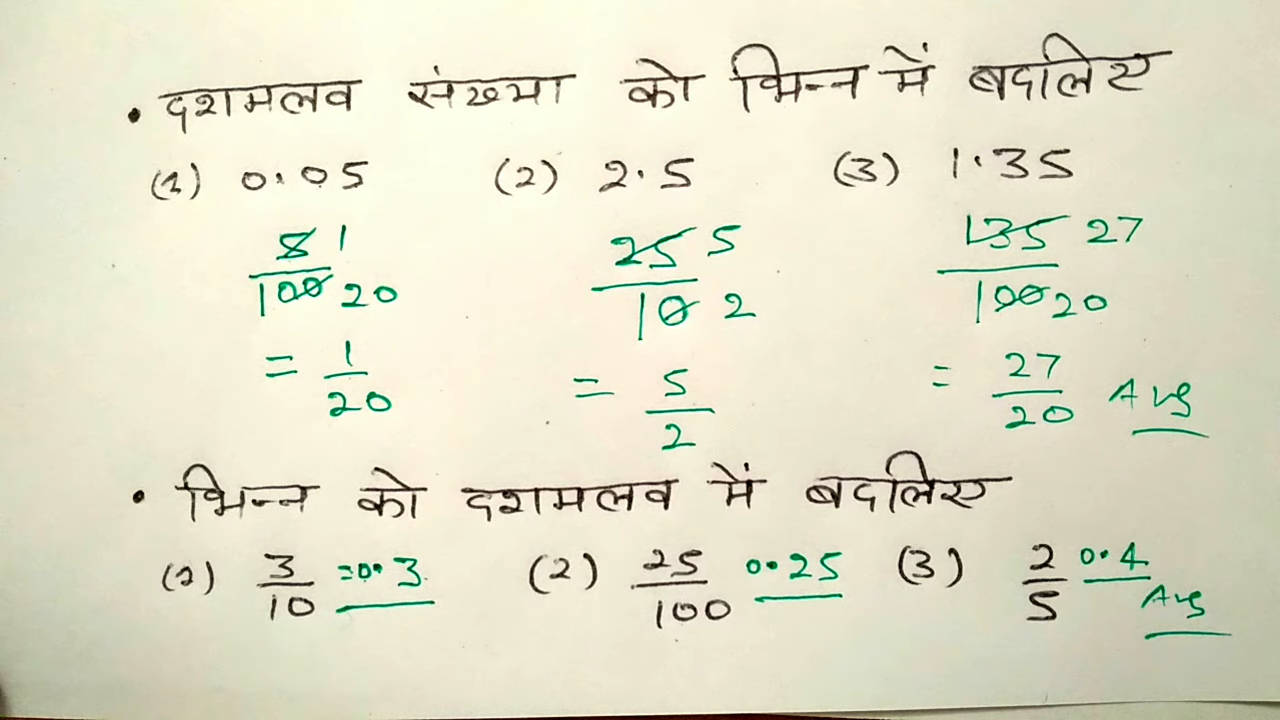 • दशमलव संख्या को भिन्न में बदलिए
(1) 0.05 (2) 2.5 (3) 1.35
5 1 25 5 135 27
100 20 10 2 100 20
= 1/20 = 5/2 = 27/20 Ans
• भिन्न को दशमलव में बदलिए
(1) 3/10 = 0.3 (2) 25/100 0.25 (3) 2/5 0.4
Ans